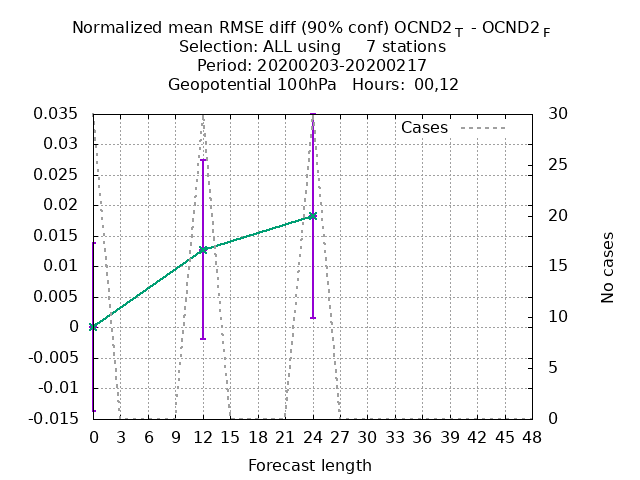 Normalized mean RMSE diff (90% conf) OCND2 T - OCND2 F
Selection: ALL using 7 stations
Period: 20200203-20200217
Geopotential 100hPa Hours: 00,12
Cases
0.035
0.03
0.025
0.02
0.015
0.01
0.005
0
-0.005
-0.01
-0.015
30
25
20
15
10
5
0
No cases
0 3 6 9 12 15 18 21 24 27 30 33 36 39 42 45 48
Forecast length